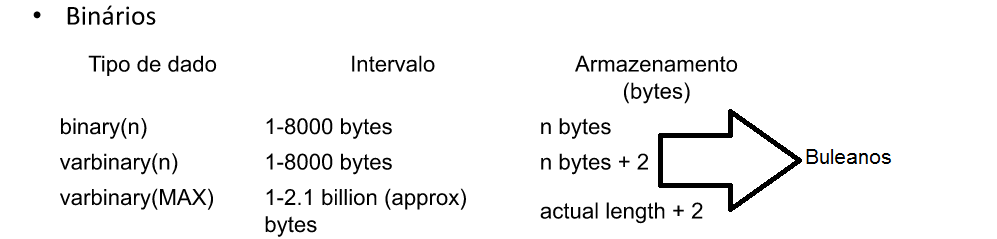 • Binários
Tipo de dado Intervalo Armazenamento
(bytes)
binary(n) 1-8000 bytes n bytes
varbinary(n) 1-8000 bytes n bytes + 2 Buleanos
varbinary(MAX) 1-2.1 billion (approx)
bytes actual length + 2